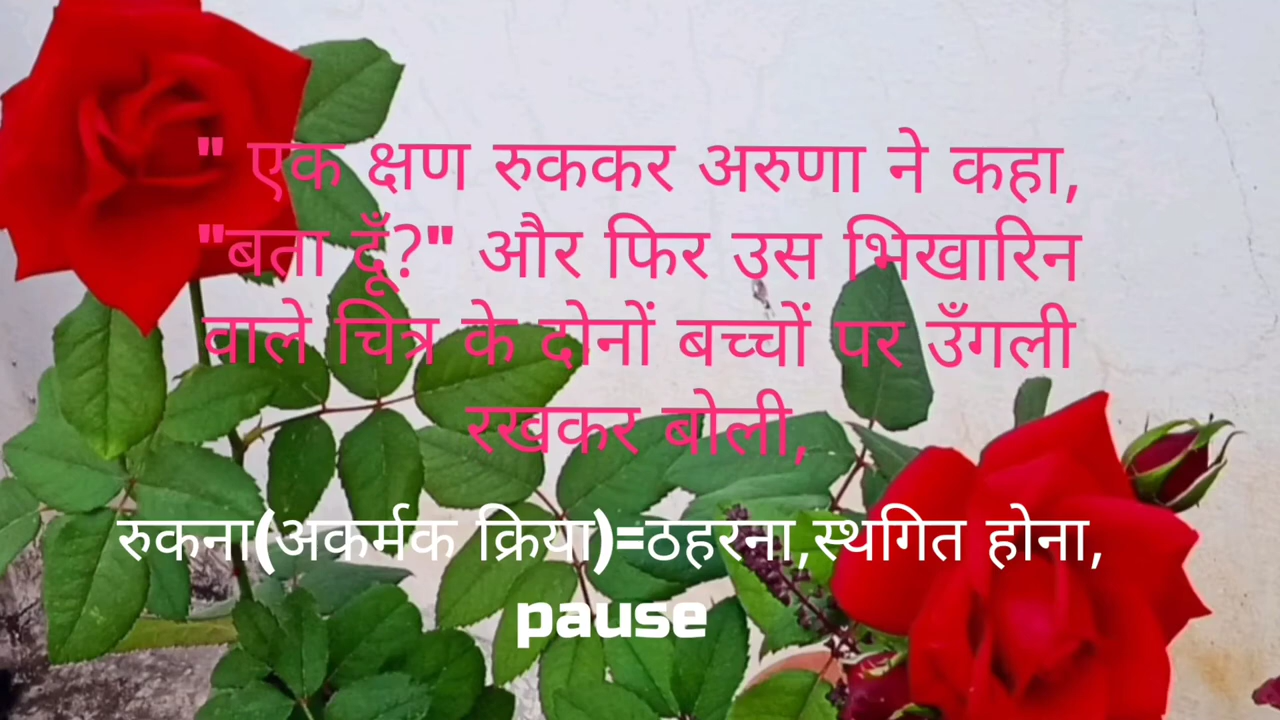 " एक क्षण रुककर अरुणा ने कहा,
"बता दूँ?" और फिर उस भिखारिन
वाले चित्र के दोनों बच्चों पर उँगली
रखकर बोली,
रुकना(अकर्मक क्रिया)=ठहरना,स्थगित होना,
pause